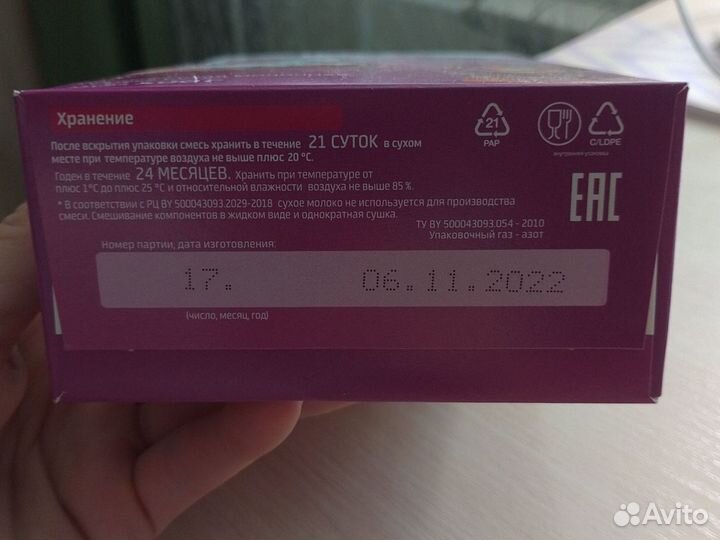 Хранение
После вскрытия упаковки смесь хранить в течение 21 СУТОК в сухом
месте при температуре воздуха не выше плюс 20 °С.
Годен в течение 24 МЕСЯЦЕВ. Хранить при температуре от
плюс 1°С до плюс 25 °С и относительной влажности воздуха не выше 85 %.
* В соответствии с РЦ BY 500043093.2029-2018 сухое молоко не используется для производства
смеси. Смешивание компонентов в жидком виде и однократная сушка.
ТУ BY 500043093.054 - 2010
Упаковочный газ - азот
Номер партии, дата изготовления:
17. 06.11.2022
(число, месяц, год)
21
PAP
внутренняя упаковка
C/LDPE
EAC
Avito